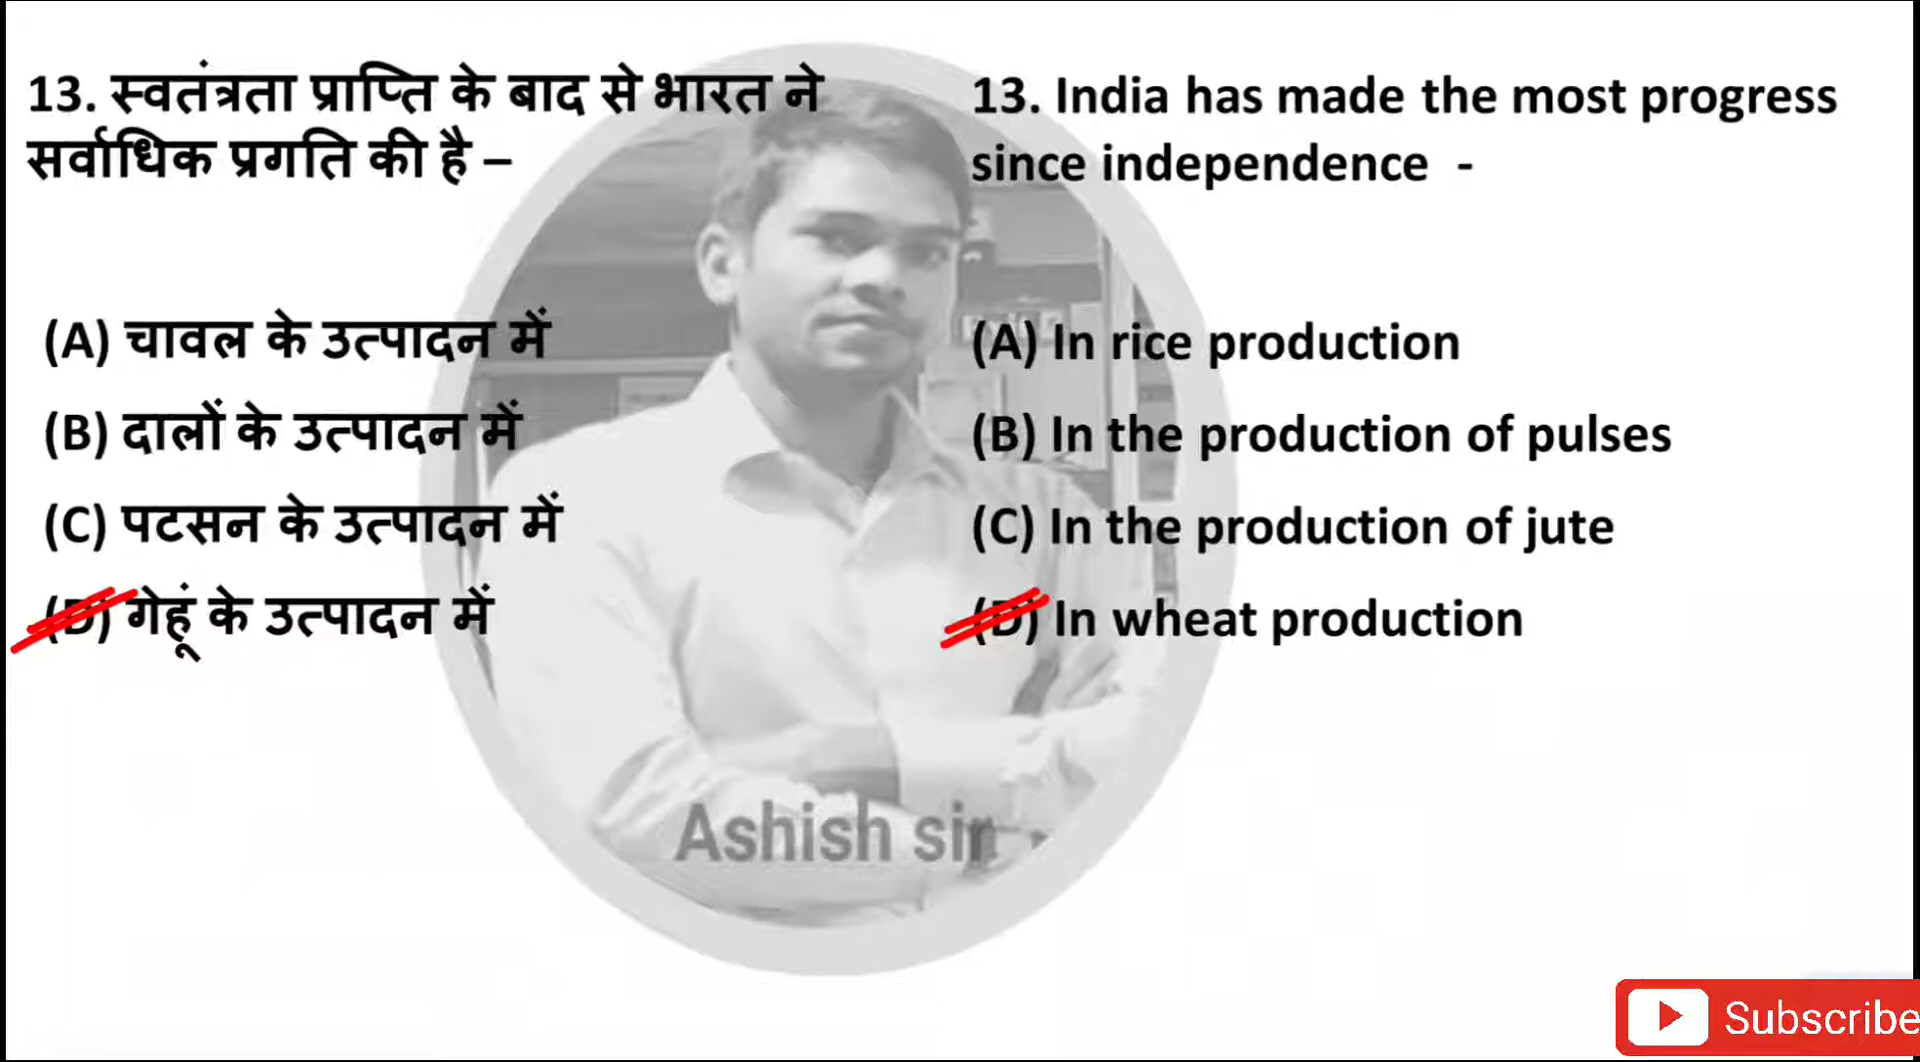 13. स्वतंत्रता प्राप्ति के बाद से भारत ने
सर्वाधिक प्रगति की है –
(A) चावल के उत्पादन में
(B) दालों के उत्पादन में
(C) पटसन के उत्पादन में
(D) गेहूं के उत्पादन में
13. India has made the most progress
since independence -
(A) In rice production
(B) In the production of pulses
(C) In the production of jute
(D) In wheat production
Ashish sir
Subscribe